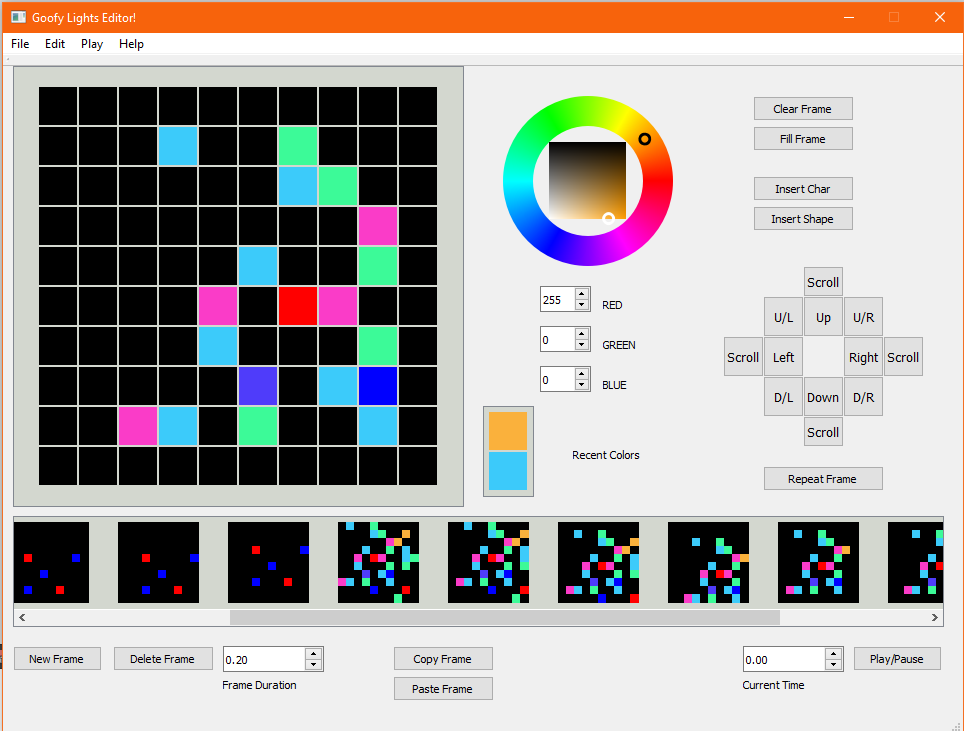 Goofy Lights Editor!
File Edit Play Help
Clear Frame
Fill Frame
Insert Char
Insert Shape
255 RED
0 GREEN
0 BLUE
Recent Colors
Scroll
U/L Up U/R
Scroll Left Right Scroll
D/L Down D/R
Scroll
Repeat Frame
New Frame Delete Frame 0.20 Copy Frame 0.00 Play/Pause
Frame Duration Paste Frame Current Time